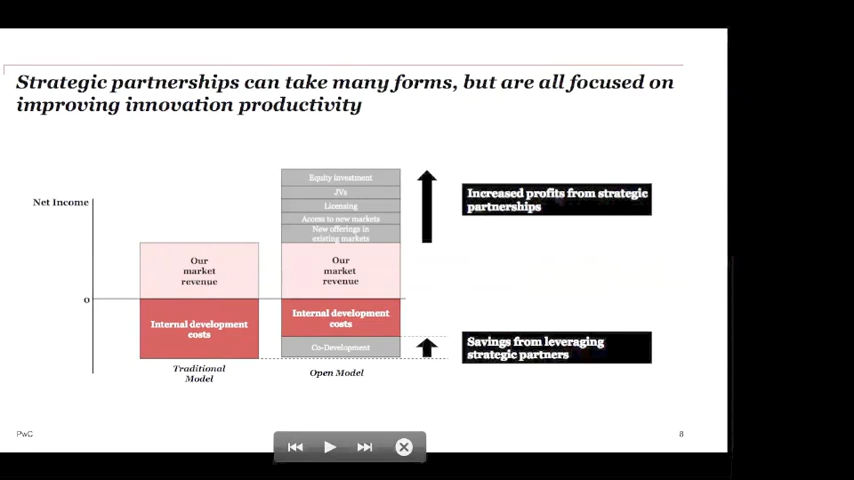 Strategic partnerships can take many forms, but are all focused on
improving innovation productivity
Net Income
0
Our
market
revenue
Internal development
costs
Traditional
Model
Equity investment
JVs
Licensing
Access to new markets
New offerings in
existing markets
Our
market
revenue
Internal development
costs
Co-Development
Open Model
Increased profits from strategic
partnerships
Savings from leveraging
strategic partners
PwC
8